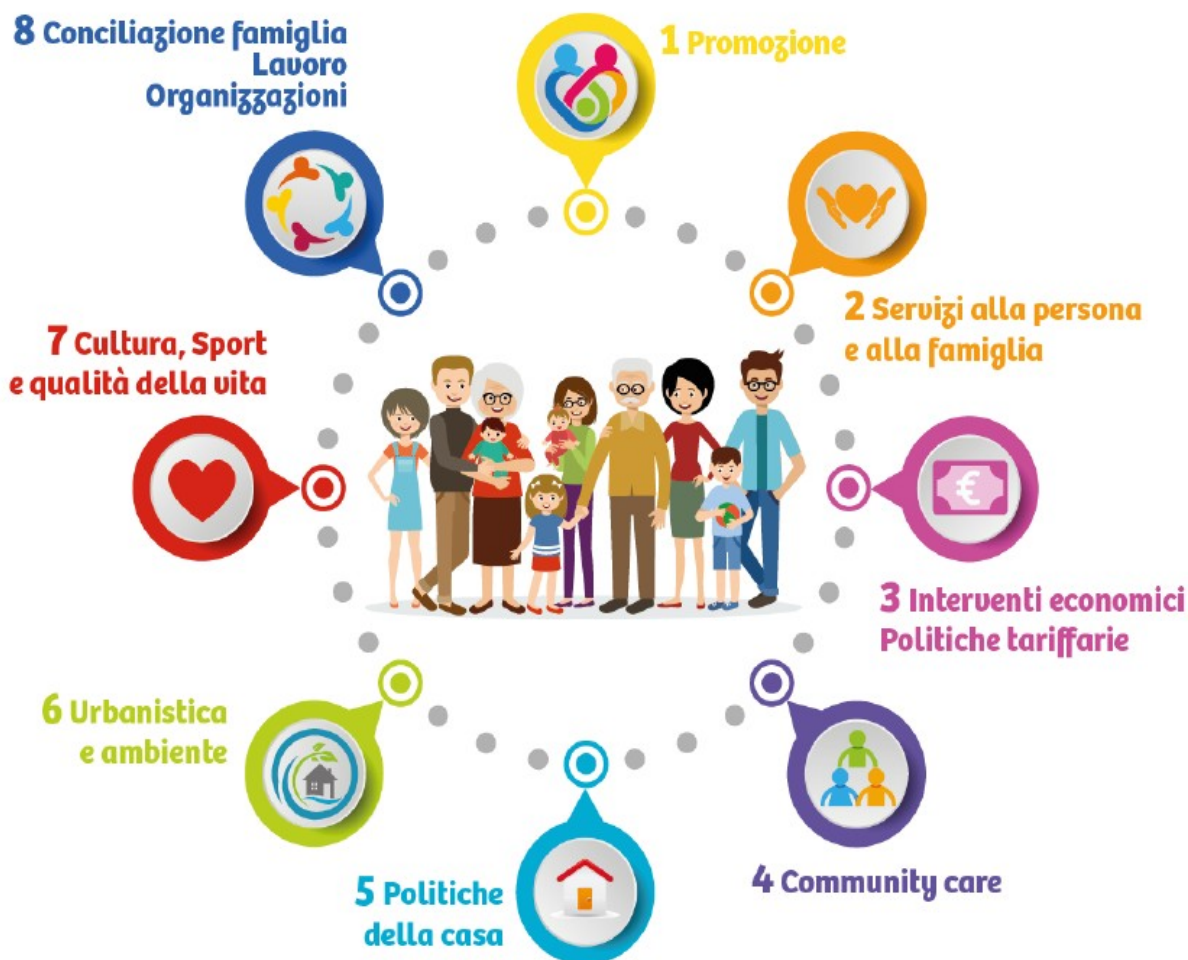 1 Promozione
2 Servizi alla persona
e alla famiglia
€
3 Interventi economici
Politiche tariffarie
4 Community care
5 Politiche
della casa
6 Urbanistica
e ambiente
7 Cultura, Sport
e qualità della vita
8 Conciliazione famiglia
Lavoro
Organizzazioni